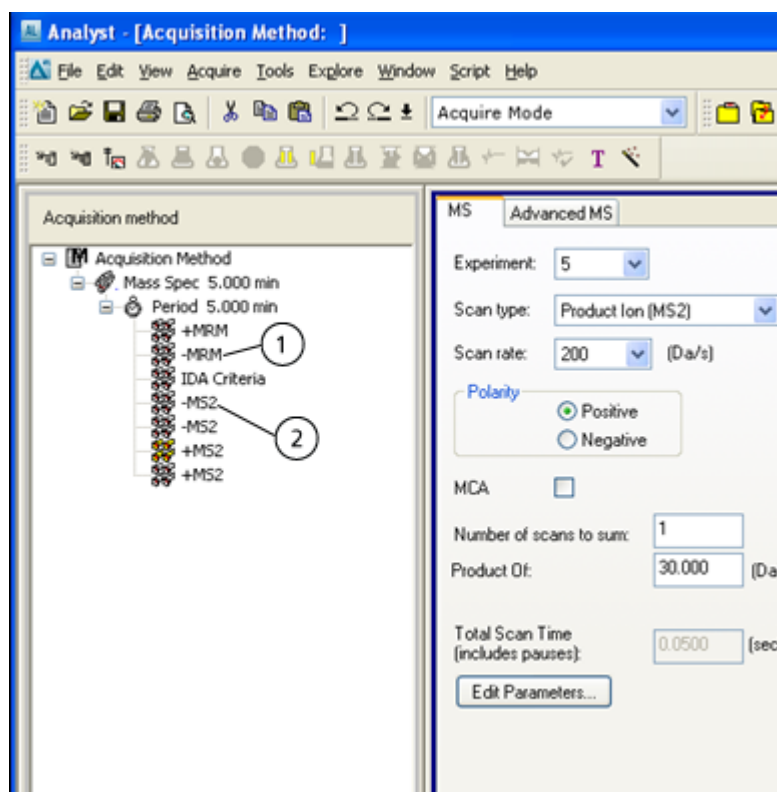 Analyst - [Acquisition Method: ]
File Edit View Acquire Tools Explore Window Script Help
Acquire Mode
T
Acquisition method
Acquisition Method
Mass Spec 5.000 min
Period 5.000 min
+MRM
-MRM
1
IDA Criteria
-MS2
-MS2
2
+MS2
+MS2
MS Advanced MS
Experiment: 5
Scan type: Product Ion (MS2)
Scan rate: 200 (Da/s)
Polarity
Positive
Negative
MCA
Number of scans to sum: 1
Product Of: 30.000 (Da
Total Scan Time
(includes pauses): 0.0500 (sec
Edit Parameters...